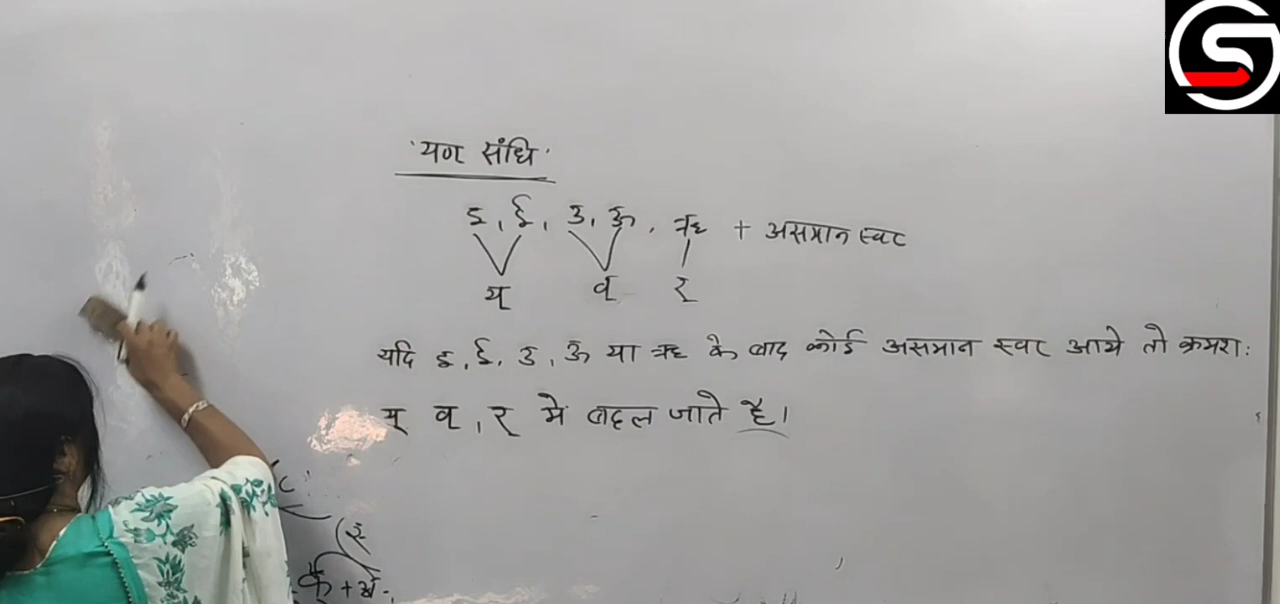 'यण संधि'
इ, ई, उ, ऊ, ऋ + असमान स्वर
य् व् र्
यदि इ, ई, उ, ऊ या ऋ के बाद कोई असमान स्वर आये तो क्रमश:
य् व्, र् मे बदल जाते है।